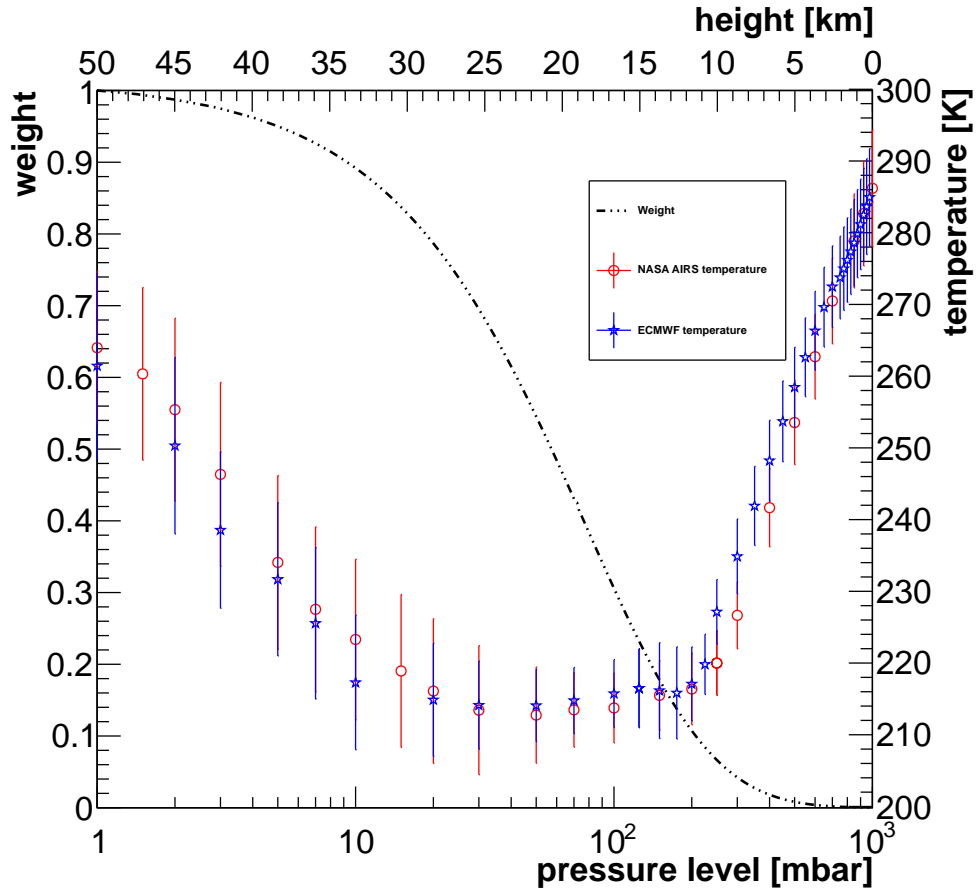 height [km]
50 45 40 35 30 25 20 15 10 5 0
weight
temperature [K]
1 300
0.9 290
0.8 280
0.7 270
0.6 260
0.5 250
0.4 240
0.3 230
0.2 220
0.1 210
0 200
Weight
NASA AIRS temperature
ECMWF temperature
1 10 10² 10³
pressure level [mbar]